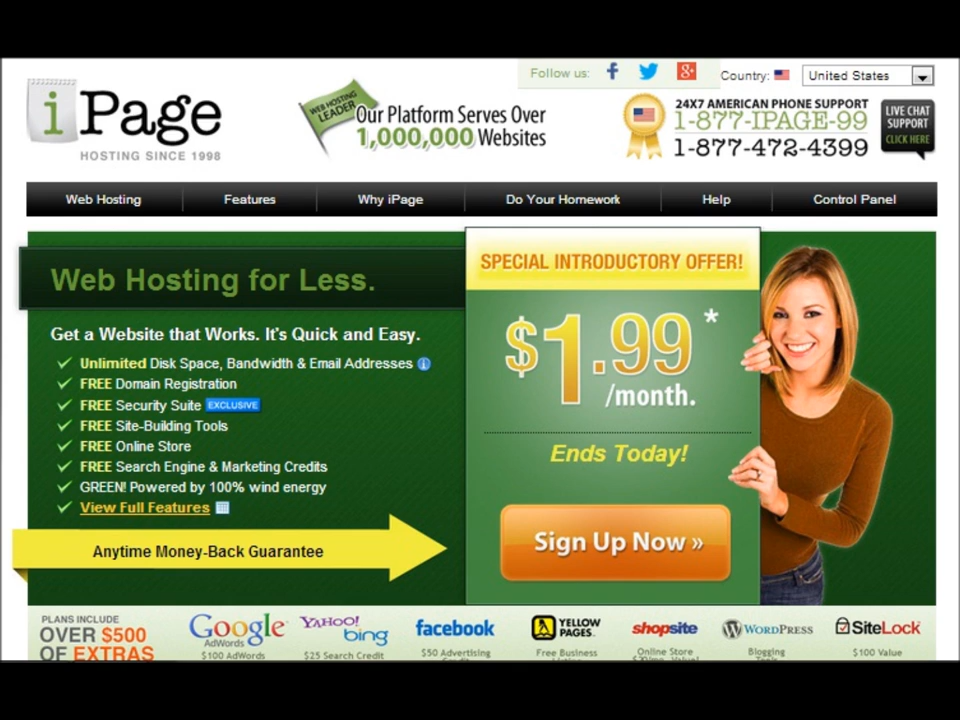 Follow us:
Country:
United States
iPage
HOSTING SINCE 1998
WEB HOSTING
LEADER
Our Platform Serves Over
1,000,000 Websites
24X7 AMERICAN PHONE SUPPORT
1-877-IPAGE-99
1-877-472-4399
LIVE CHAT
SUPPORT
CLICK HERE
Web Hosting
Features
Why iPage
Do Your Homework
Help
Control Panel
Web Hosting for Less.
Get a Website that Works. It's Quick and Easy.
Unlimited Disk Space, Bandwidth & Email Addresses
FREE Domain Registration
FREE Security Suite EXCLUSIVE
FREE Site-Building Tools
FREE Online Store
FREE Search Engine & Marketing Credits
GREEN! Powered by 100% wind energy
View Full Features
Anytime Money-Back Guarantee
SPECIAL INTRODUCTORY OFFER!
$1.99*
/month.
Ends Today!
Sign Up Now »
PLANS INCLUDE
OVER $500
OF EXTRAS
Google
AdWords
$100 AdWords
YAHOO!
bing
$25 Search Credit
facebook
$50 Advertising
YELLOW
PAGES
Free Business
shopsite
Online Store
WORDPRESS
Blogging
SiteLock
$100 Value